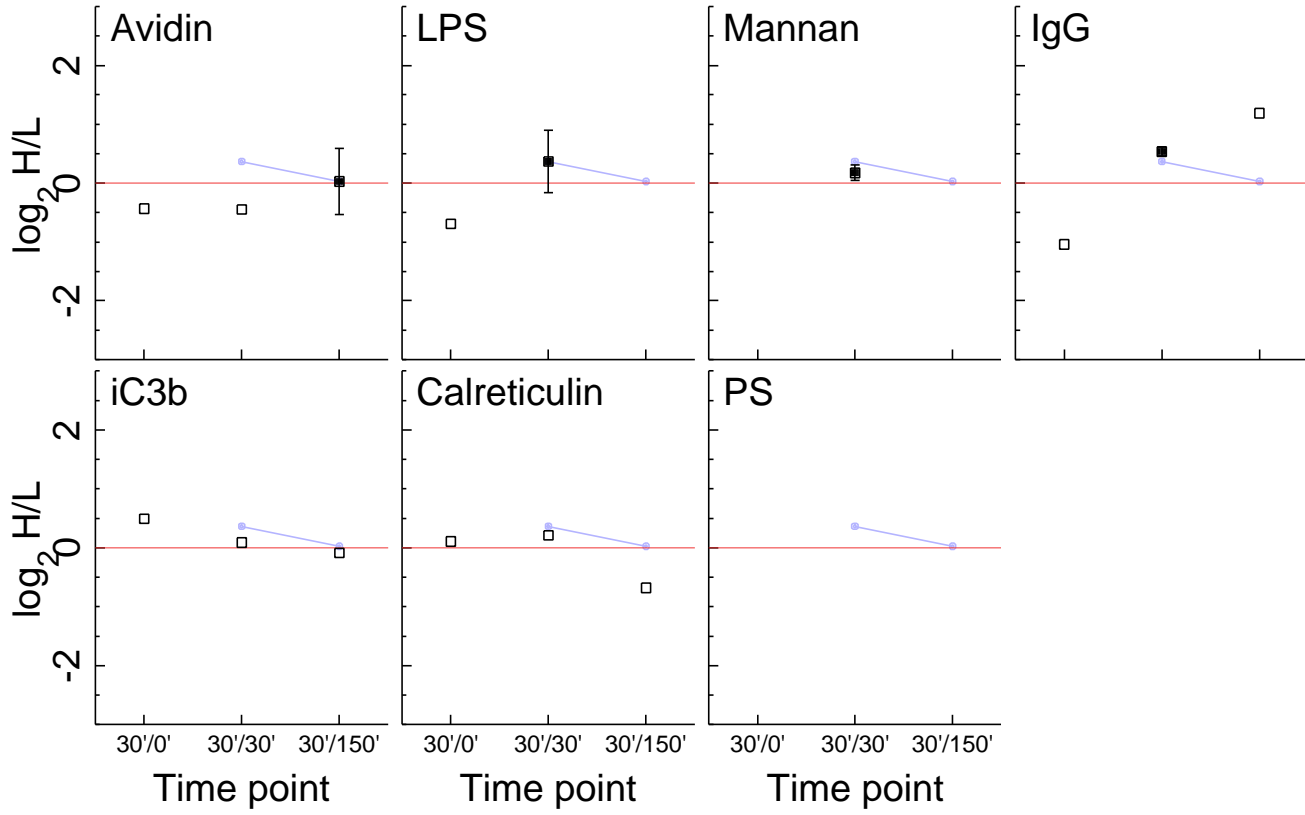 Avidin LPS Mannan IgG
2
0
-2
log₂ H/L
iC3b Calreticulin PS
2
0
-2
log₂ H/L
30'/0' 30'/30' 30'/150' 30'/0' 30'/30' 30'/150' 30'/0' 30'/30' 30'/150'
Time point Time point Time point